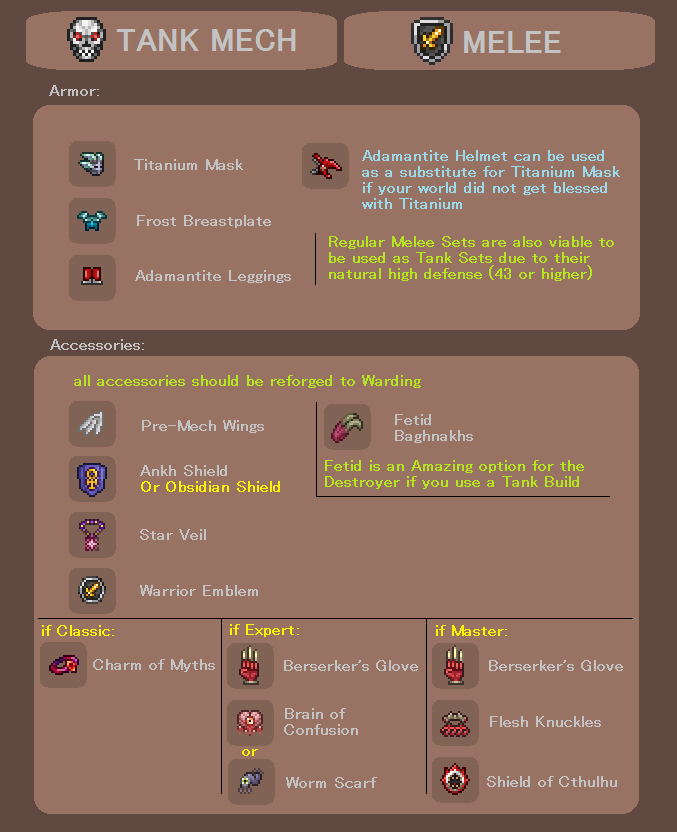 TANK MECH
MELEE
Armor:
Titanium Mask
Adamantite Helmet can be used
as a substitute for Titanium Mask
if your world did not get blessed
with Titanium
Frost Breastplate
Regular Melee Sets are also viable to
be used as Tank Sets due to their
natural high defense (43 or higher)
Adamantite Leggings
Accessories:
all accessories should be reforged to Warding
Pre-Mech Wings
Fetid
Baghnakhs
Fetid is an Amazing option for the
Destroyer if you use a Tank Build
Ankh Shield
Or Obsidian Shield
Star Veil
Warrior Emblem
if Classic:
Charm of Myths
if Expert:
Berserker's Glove
Brain of
Confusion
or
Worm Scarf
if Master:
Berserker's Glove
Flesh Knuckles
Shield of Cthulhu